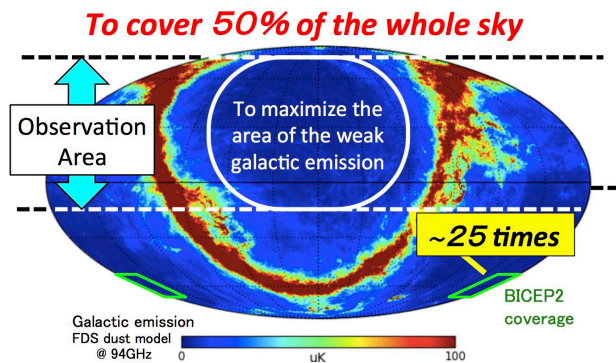 To cover 50% of the whole sky
Observation
Area
To maximize the
area of the weak
galactic emission
~25 times
BICEP2
coverage
Galactic emission
FDS dust model
@ 94GHz
0
uK
100